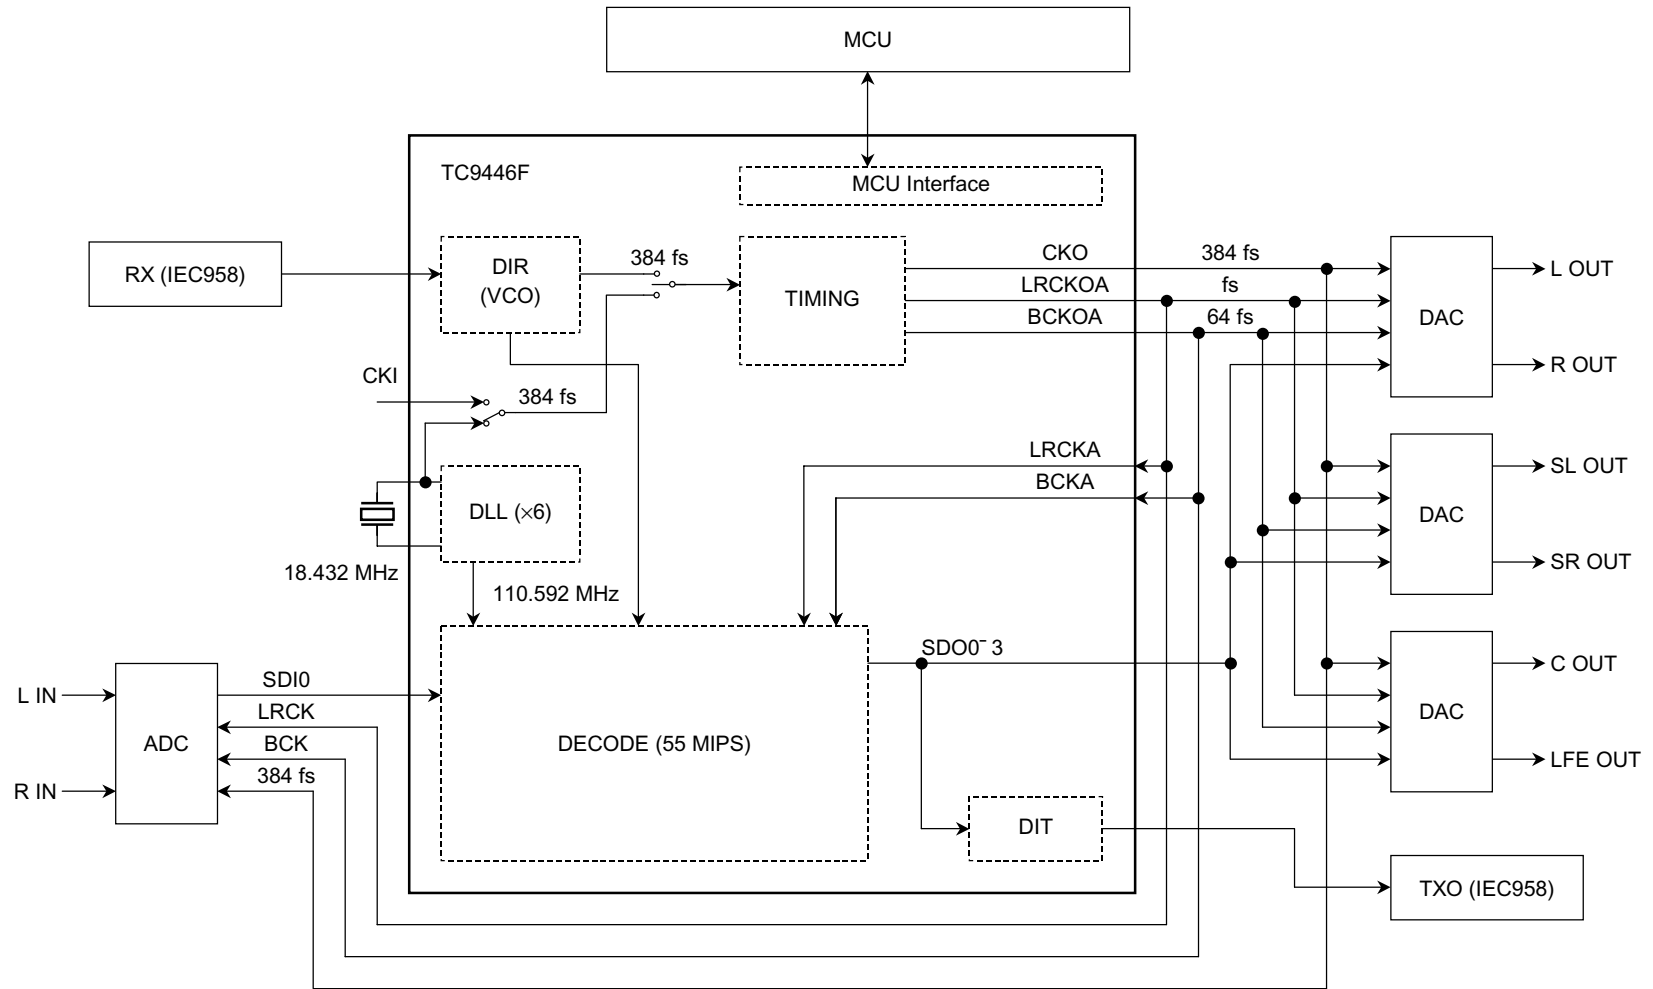 MCU
TC9446F
MCU Interface
RX (IEC958)
DIR
(VCO)
384 fs
TIMING
CKO
384 fs
LRCKOA
fs
BCKOA
64 fs
DAC
L OUT
R OUT
CKI
384 fs
LRCKA
BCKA
DAC
SL OUT
SR OUT
DLL (×6)
18.432 MHz
110.592 MHz
SDO0‾ 3
DAC
C OUT
LFE OUT
L IN
R IN
ADC
SDI0
LRCK
BCK
384 fs
DECODE (55 MIPS)
DIT
TXO (IEC958)